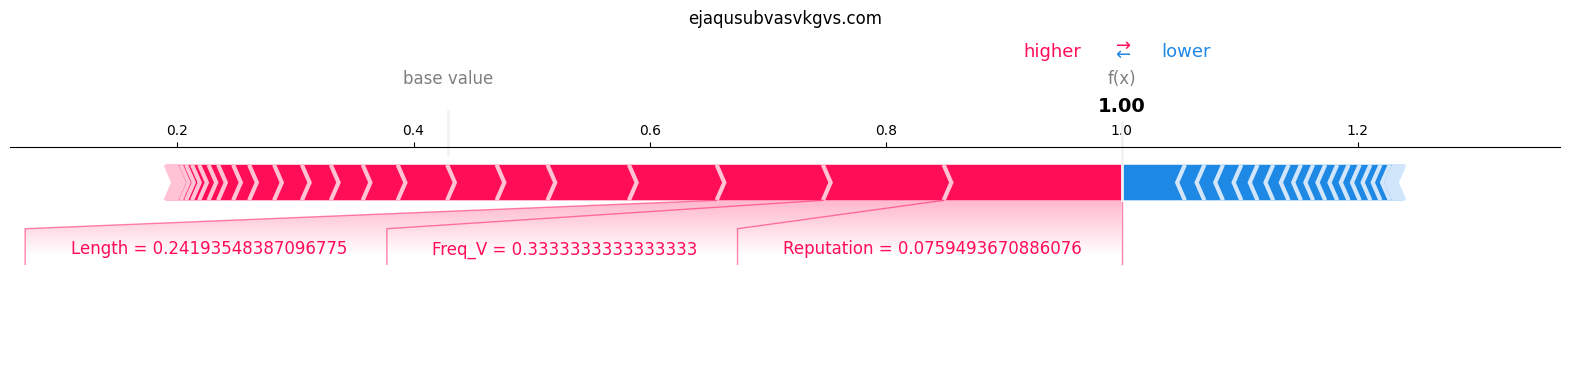 ejaqusubvasvkgvs.com
higher ⇄ lower
base value f(x)
1.00
0.2 0.4 0.6 0.8 1.0 1.2
Length = 0.24193548387096775 Freq_V = 0.3333333333333333 Reputation = 0.0759493670886076